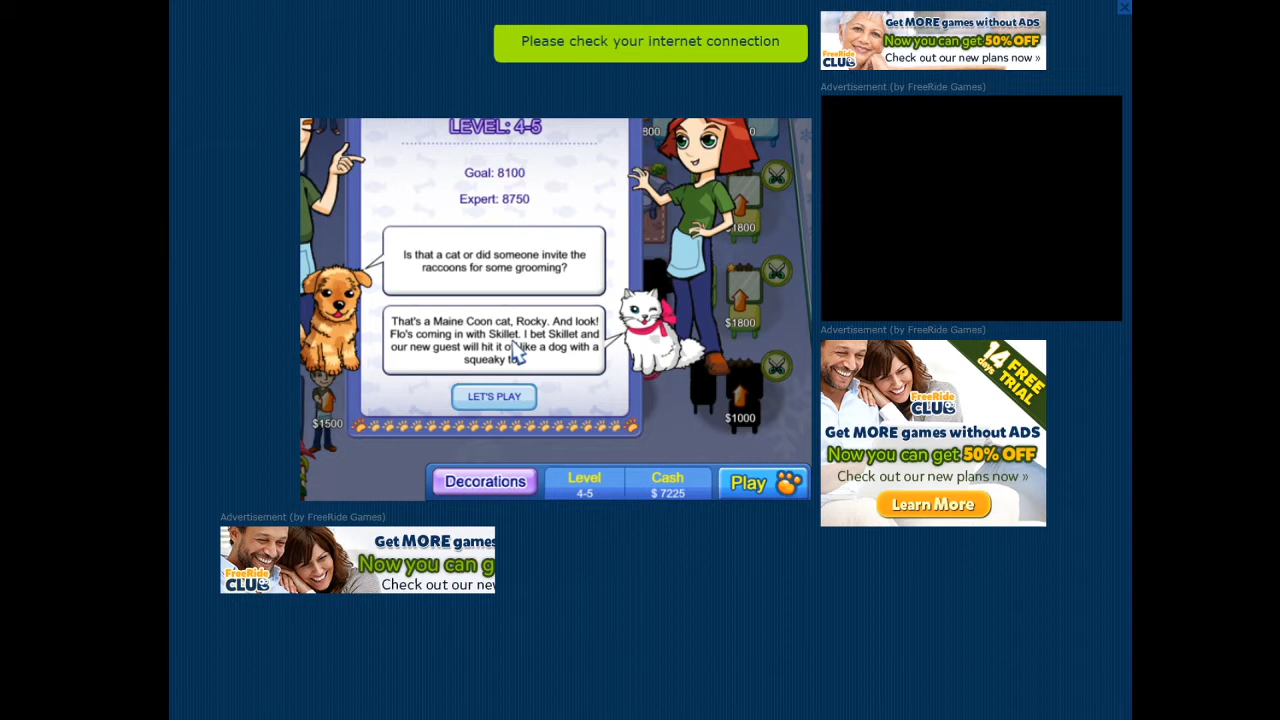 Please check your internet connection
Get MORE games without ADS
Now you can get 50% OFF
Check out our new plans now »
FreeRide
CLUB
Advertisement (by FreeRide Games)
LEVEL: 4-5
800
0
Goal: 8100
Expert: 8750
$1800
Is that a cat or did someone invite the
raccoons for some grooming?
That's a Maine Coon cat, Rocky. And look!
Flo's coming in with Skillet. I bet Skillet and
our new guest will hit it like a dog with a
squeaky
$1800
LET'S PLAY
$1500
$1000
Decorations
Level
4-5
Cash
$ 7225
Play
Advertisement (by FreeRide Games)
14 days FREE
TRIAL
FreeRide
CLUB
Get MORE games without ADS
Now you can get 50% OFF
Check out our new plans now »
Learn More
Advertisement (by FreeRide Games)
Get MORE games
Now you can g
Check out our ne
FreeRide
CLUB